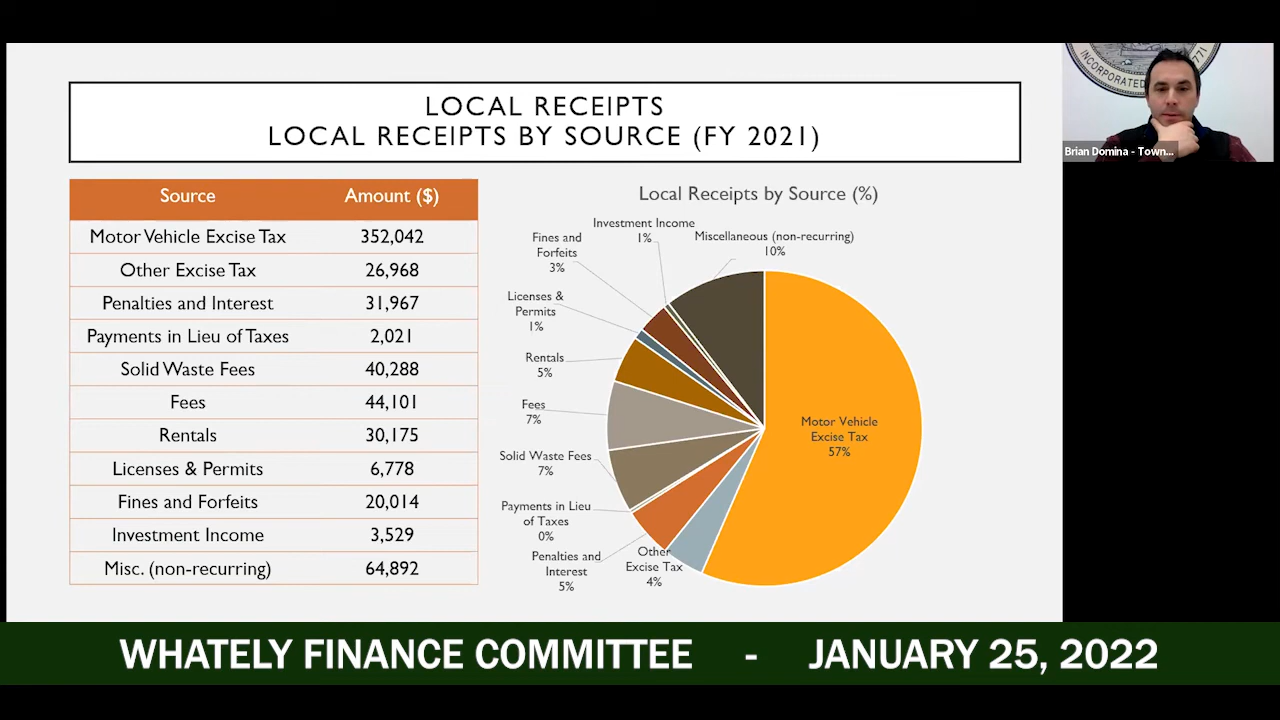 LOCAL RECEIPTS
LOCAL RECEIPTS BY SOURCE (FY 2021)
Source Amount ($)
Motor Vehicle Excise Tax 352,042
Other Excise Tax 26,968
Penalties and Interest 31,967
Payments in Lieu of Taxes 2,021
Solid Waste Fees 40,288
Fees 44,101
Rentals 30,175
Licenses & Permits 6,778
Fines and Forfeits 20,014
Investment Income 3,529
Misc. (non-recurring) 64,892
Local Receipts by Source (%)
Investment Income
1%
Miscellaneous (non-recurring)
10%
Fines and
Forfeits
3%
Licenses &
Permits
1%
Rentals
5%
Fees
7%
Solid Waste Fees
7%
Payments in Lieu
of Taxes
0%
Penalties and
Interest
5%
Other
Excise Tax
4%
Motor Vehicle
Excise Tax
57%
INCORPORATED
Brian Domina - Town...
WHATELY FINANCE COMMITTEE - JANUARY 25, 2022